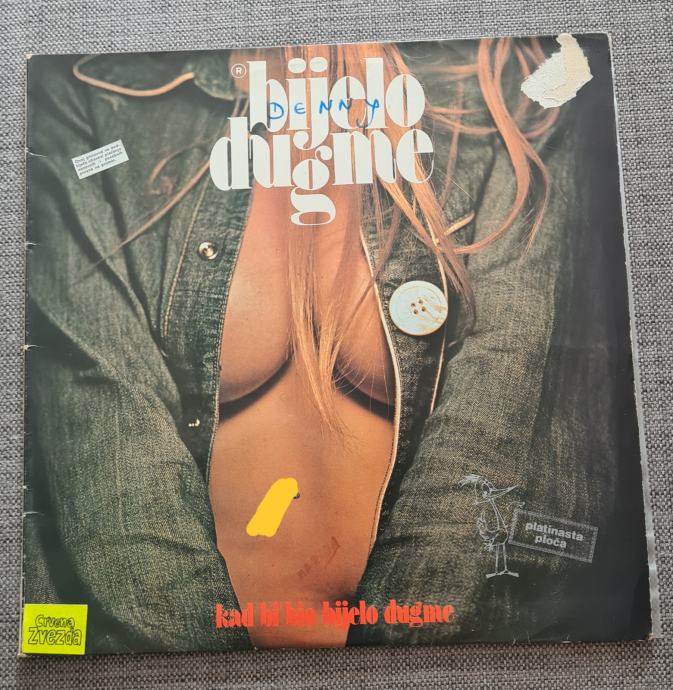 ®
bijelo
DENNY
dugme
platinasta
ploča
kad bi bio bijelo dugme
Crvena
ZVEZDA